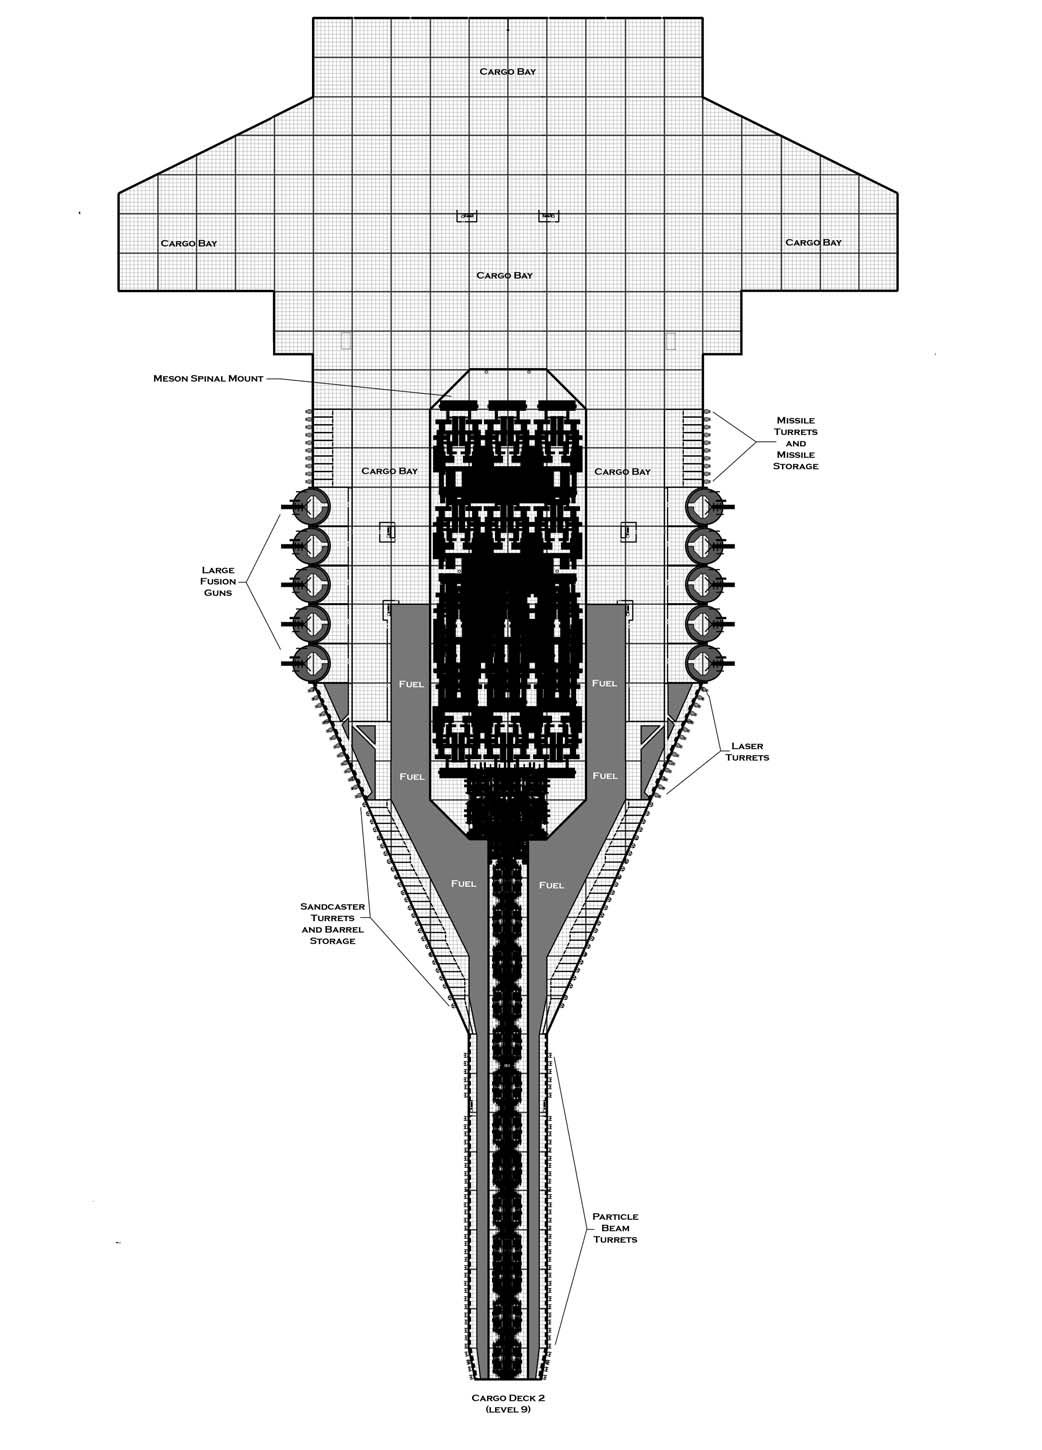 Cargo Bay
Cargo Bay
Cargo Bay
Cargo Bay
Meson Spinal Mount
Missile
Turrets
and
Missile
Storage
Cargo Bay
Cargo Bay
Large
Fusion
Guns
Fuel
Fuel
Laser
Turrets
Fuel
Fuel
Fuel
Fuel
Sandcaster
Turrets
and Barrel
Storage
Particle
Beam
Turrets
Cargo Deck 2
(level 9)